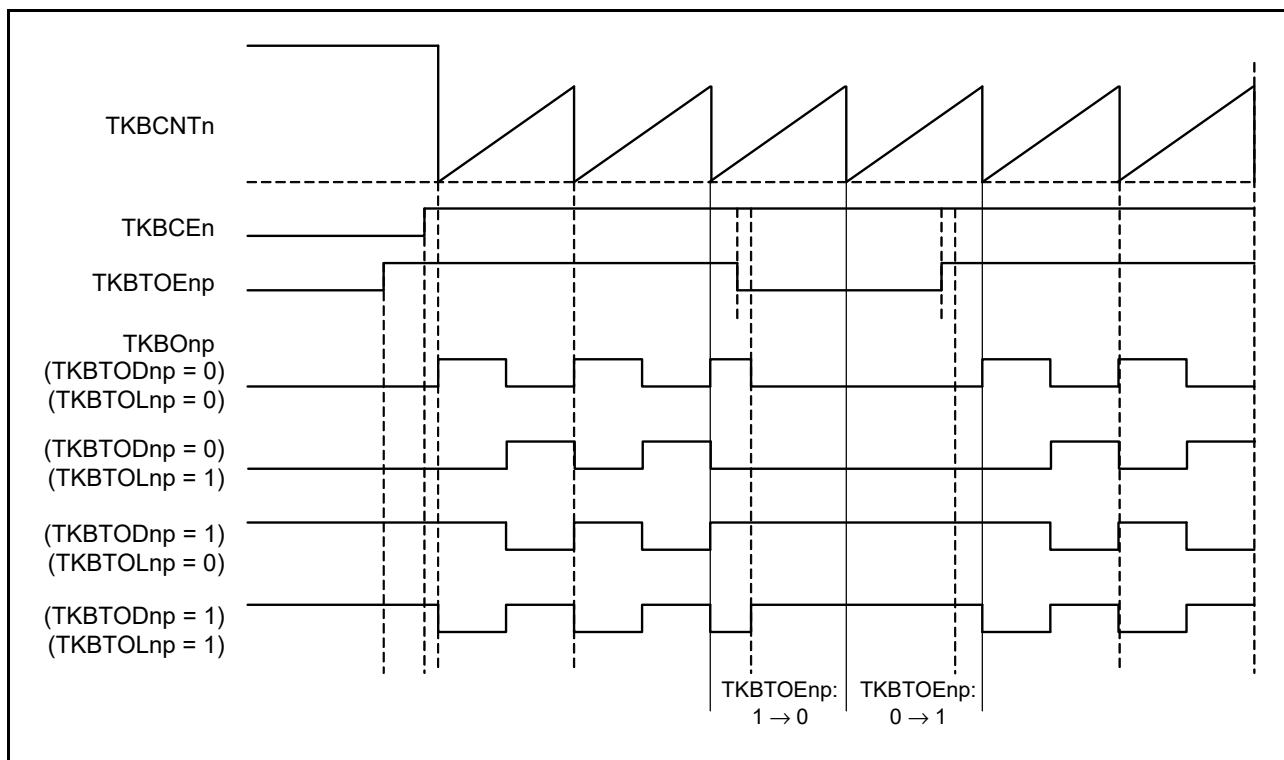 TKBCNTn
TKBCEn
TKBTOEnp
TKBOnp
(TKBTODnp = 0)
(TKBTOLnp = 0)
(TKBTODnp = 0)
(TKBTOLnp = 1)
(TKBTODnp = 1)
(TKBTOLnp = 0)
(TKBTODnp = 1)
(TKBTOLnp = 1)
TKBTOEnp:
1 → 0
TKBTOEnp:
0 → 1